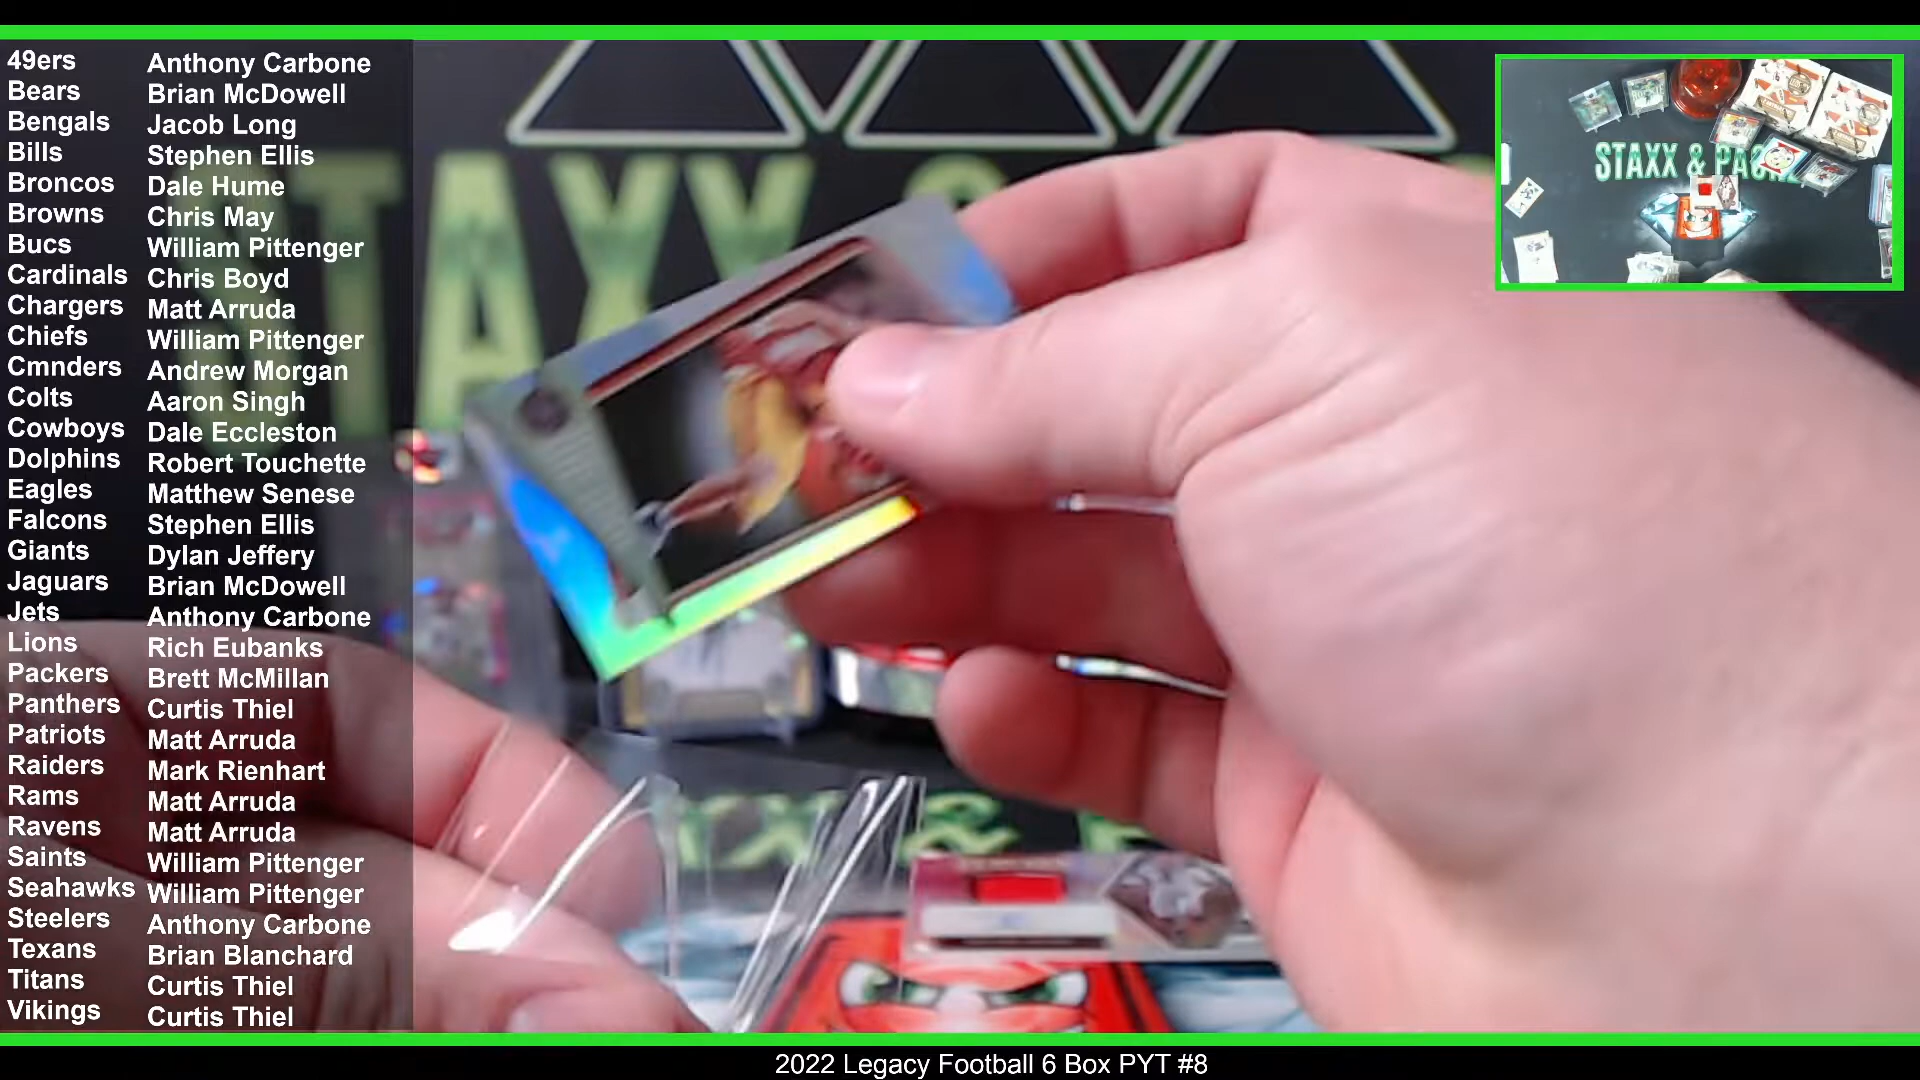 49ers Anthony Carbone
Bears Brian McDowell
Bengals Jacob Long
Bills Stephen Ellis
Broncos Dale Hume
Browns Chris May
Bucs William Pittenger
Cardinals Chris Boyd
Chargers Matt Arruda
Chiefs William Pittenger
Cmnders Andrew Morgan
Colts Aaron Singh
Cowboys Dale Eccleston
Dolphins Robert Touchette
Eagles Matthew Senese
Falcons Stephen Ellis
Giants Dylan Jeffery
Jaguars Brian McDowell
Jets Anthony Carbone
Lions Rich Eubanks
Packers Brett McMillan
Panthers Curtis Thiel
Patriots Matt Arruda
Raiders Mark Rienhart
Rams Matt Arruda
Ravens Matt Arruda
Saints William Pittenger
Seahawks William Pittenger
Steelers Anthony Carbone
Texans Brian Blanchard
Titans Curtis Thiel
Vikings Curtis Thiel
STAXX &
STAXX & PAC
2022 Legacy Football 6 Box PYT #8